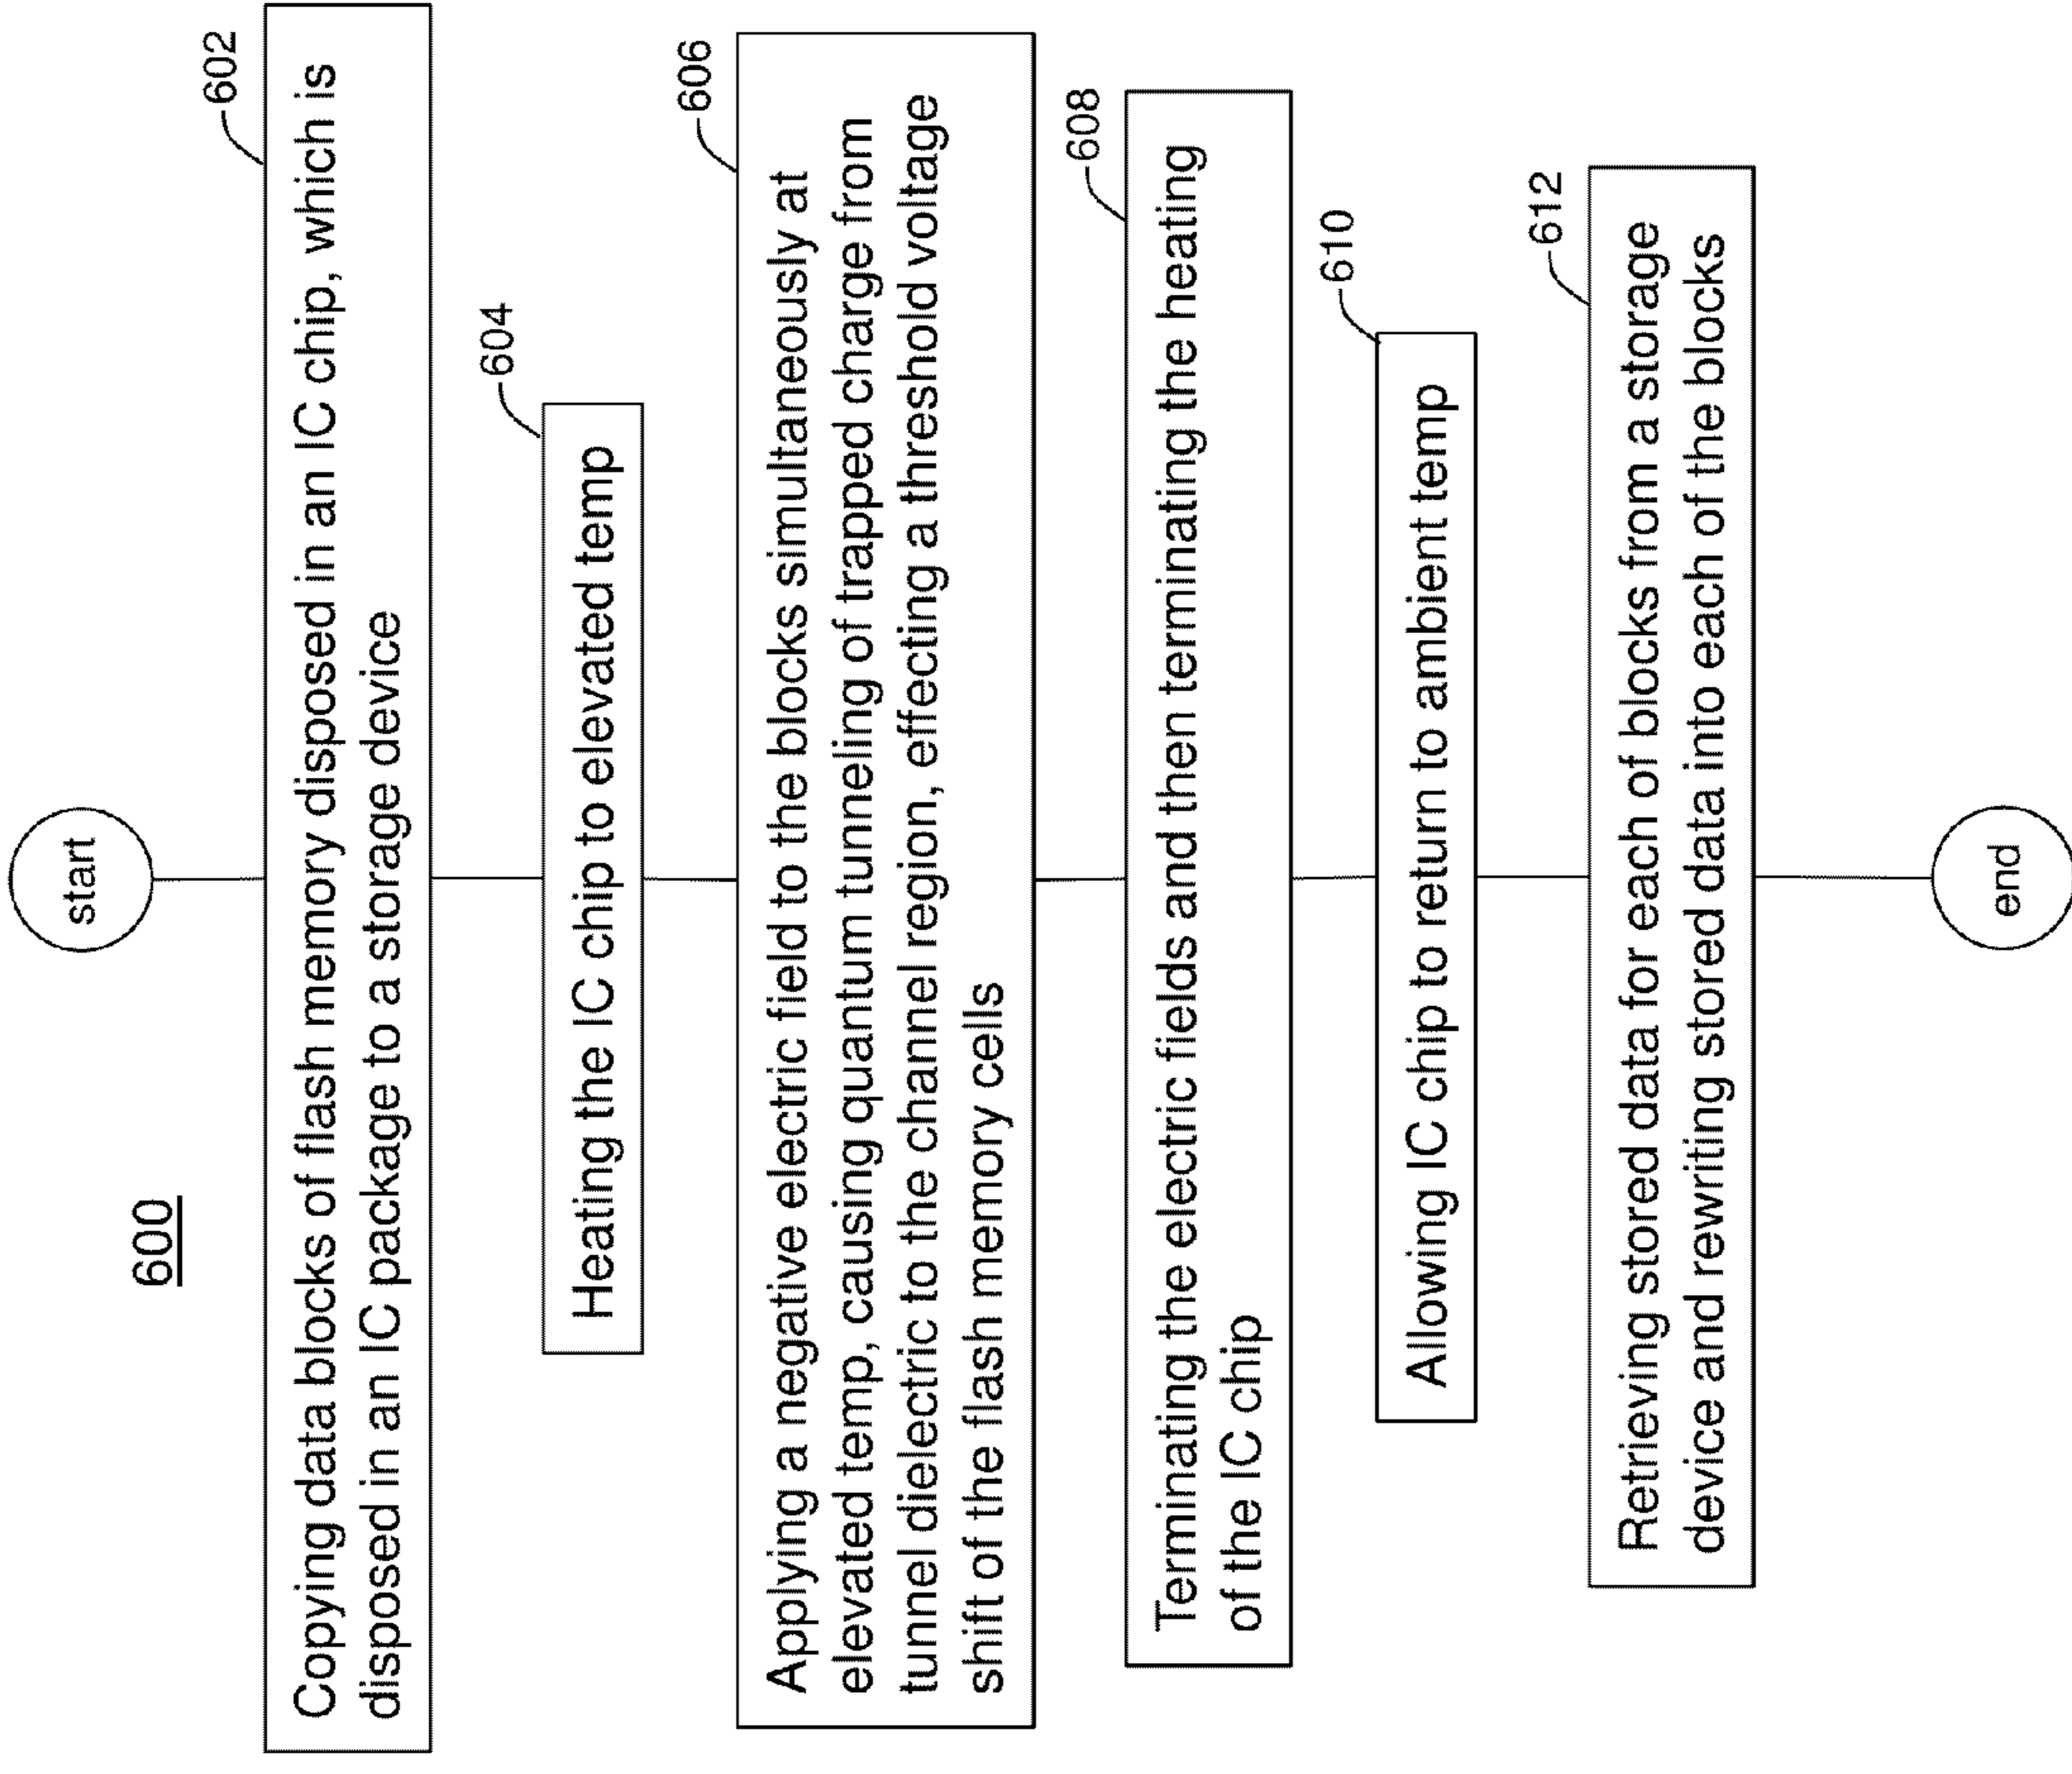 600
start
602
Copying data blocks of flash memory disposed in an IC chip, which is
disposed in an IC package to a storage device
604
Heating the IC chip to elevated temp
606
Applying a negative electric field to the blocks simultaneously at
elevated temp, causing quantum tunneling of trapped charge from
tunnel dielectric to the channel region, effecting a threshold voltage
shift of the flash memory cells
608
Terminating the electric fields and then terminating the heating
of the IC chip
610
Allowing IC chip to return to ambient temp
612
Retrieving stored data for each of blocks from a storage
device and rewriting stored data into each of the blocks
end